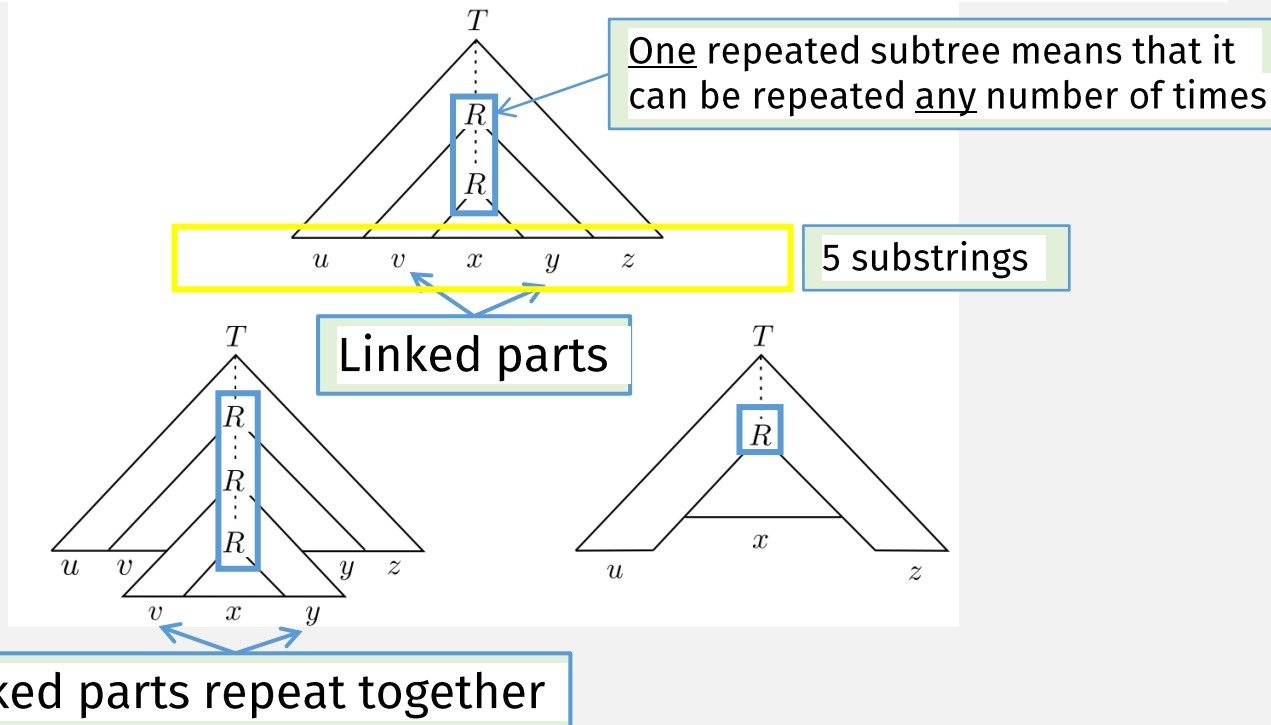 T
One repeated subtree means that it
can be repeated any number of times
R
R
u v x y z
5 substrings
Linked parts
T
R
R
R
u v y z
v x y
T
R
x
u z
ked parts repeat together